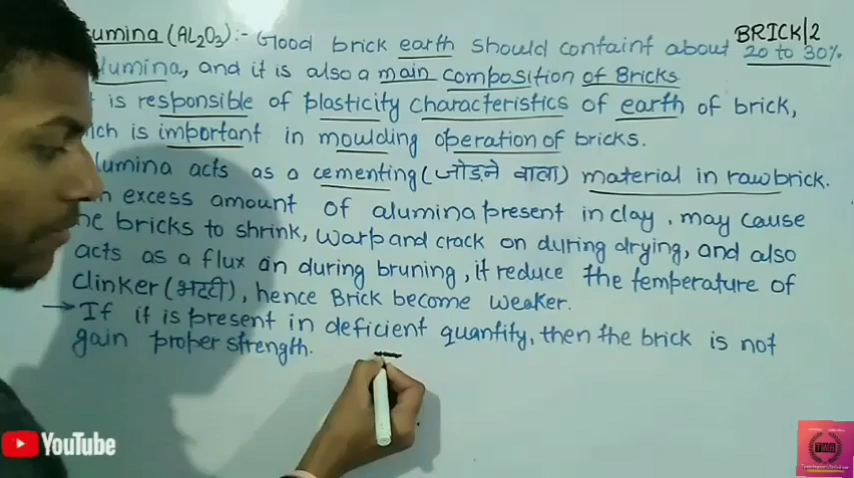 BRICK|2
umina (AL2O3):- Good brick earth should containt about 20 to 30%
lumina, and it is also a main composition of Bricks
is responsible of plasticity characteristics of earth of brick,
ich is important in moulding operation of bricks.
lumina acts as a cementing (जोड़ने वाला) material in raw brick.
n excess amount of alumina present in clay, may cause
he bricks to shrink, warp and crack on during drying, and also
acts as a flux on during bruning, it reduce the temperature of
clinker (भट्टी), hence Brick become weaker.
→ If it is present in deficient quantity, then the brick is not
gain proper strength.
YouTube